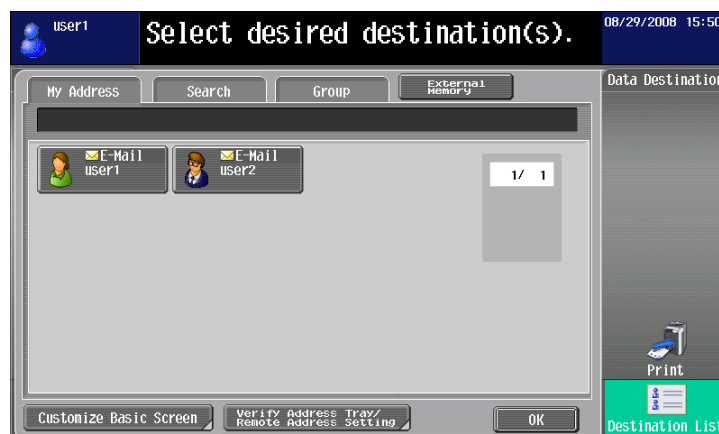 user1
Select desired destination(s).
08/29/2008 15:50
My Address
Search
Group
External
Memory
Data Destination
E-Mail
user1
E-Mail
user2
1/ 1
Print
Customize Basic Screen
Verify Address Tray/
Remote Address Setting
OK
Destination List